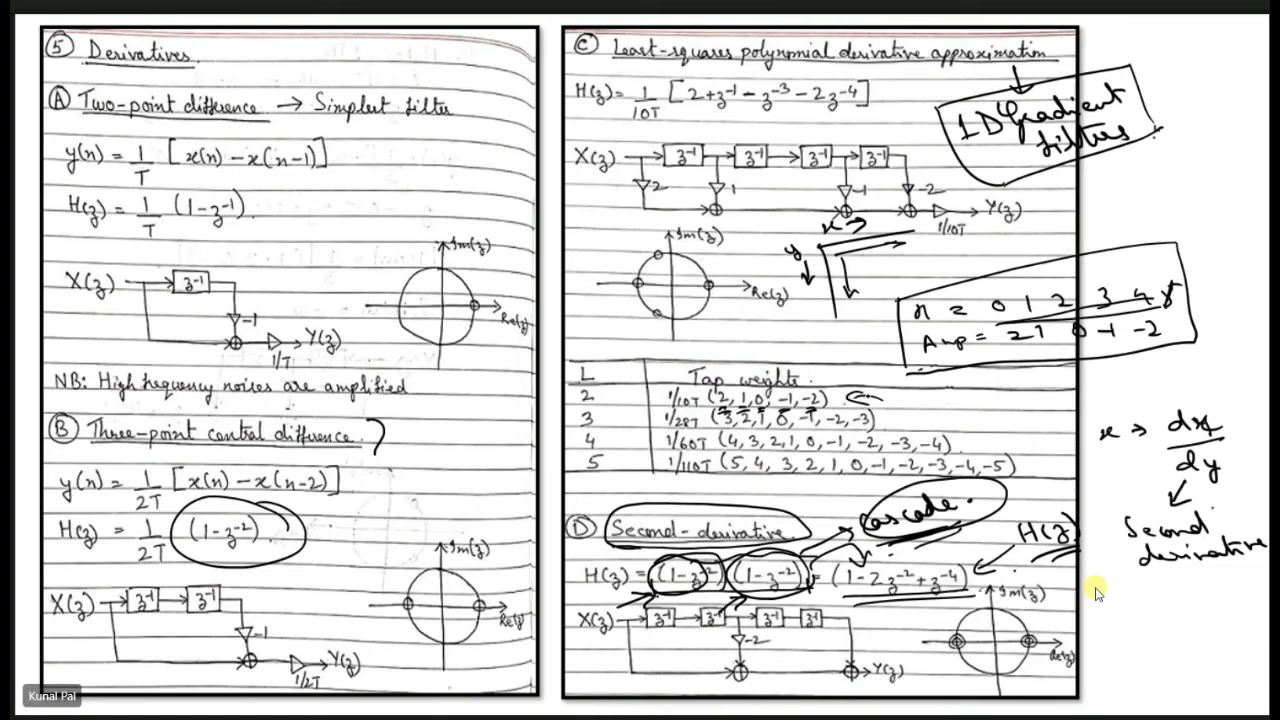 ⑤ Derivatives
Ⓐ Two-point difference → Simplest filter
y(n) = 1/T [x(n) - x(n-1)]
H(z) = 1/T (1-z⁻¹)
Im(z)
X(z) z⁻¹
Re(z)
-1
Y(z)
1/T
NB: High frequency noises are amplified
Ⓑ Three-point central difference
y(n) = 1/2T [x(n) - x(n-2)]
H(z) = 1/2T (1-z⁻²)
Im(z)
X(z) z⁻¹ z⁻¹
Re(z)
-1
Y(z)
1/2T
Kunal Pal
Ⓒ Least-squares polynomial derivative approximation
H(z) = 1/10T [2+z⁻¹-z⁻³-2z⁻⁴]
1D Gradient
filters
X(z) z⁻¹ z⁻¹ z⁻¹ z⁻¹
2 1 -1 -2
Y(z)
1/10T
x →
y ↓
Im(z)
Re(z)
n = 0 1 2 3 4
Amp = 2 1 0 -1 -2
L Tap weights
2 1/10T (2, 1, 0, -1, -2)
3 1/28T (3, 2, 1, 0, -1, -2, -3)
4 1/60T (4, 3, 2, 1, 0, -1, -2, -3, -4)
5 1/110T (5, 4, 3, 2, 1, 0, -1, -2, -3, -4, -5)
dy
Second
derivative
Ⓓ Second-derivative
cascade.
H(z)
H(z) = (1-z⁻²) (1-z⁻²) = (1-2z⁻²+z⁻⁴)
Im(z)
X(z) z⁻¹ z⁻¹ z⁻¹ z⁻¹
-2
Re(z)
Y(z)